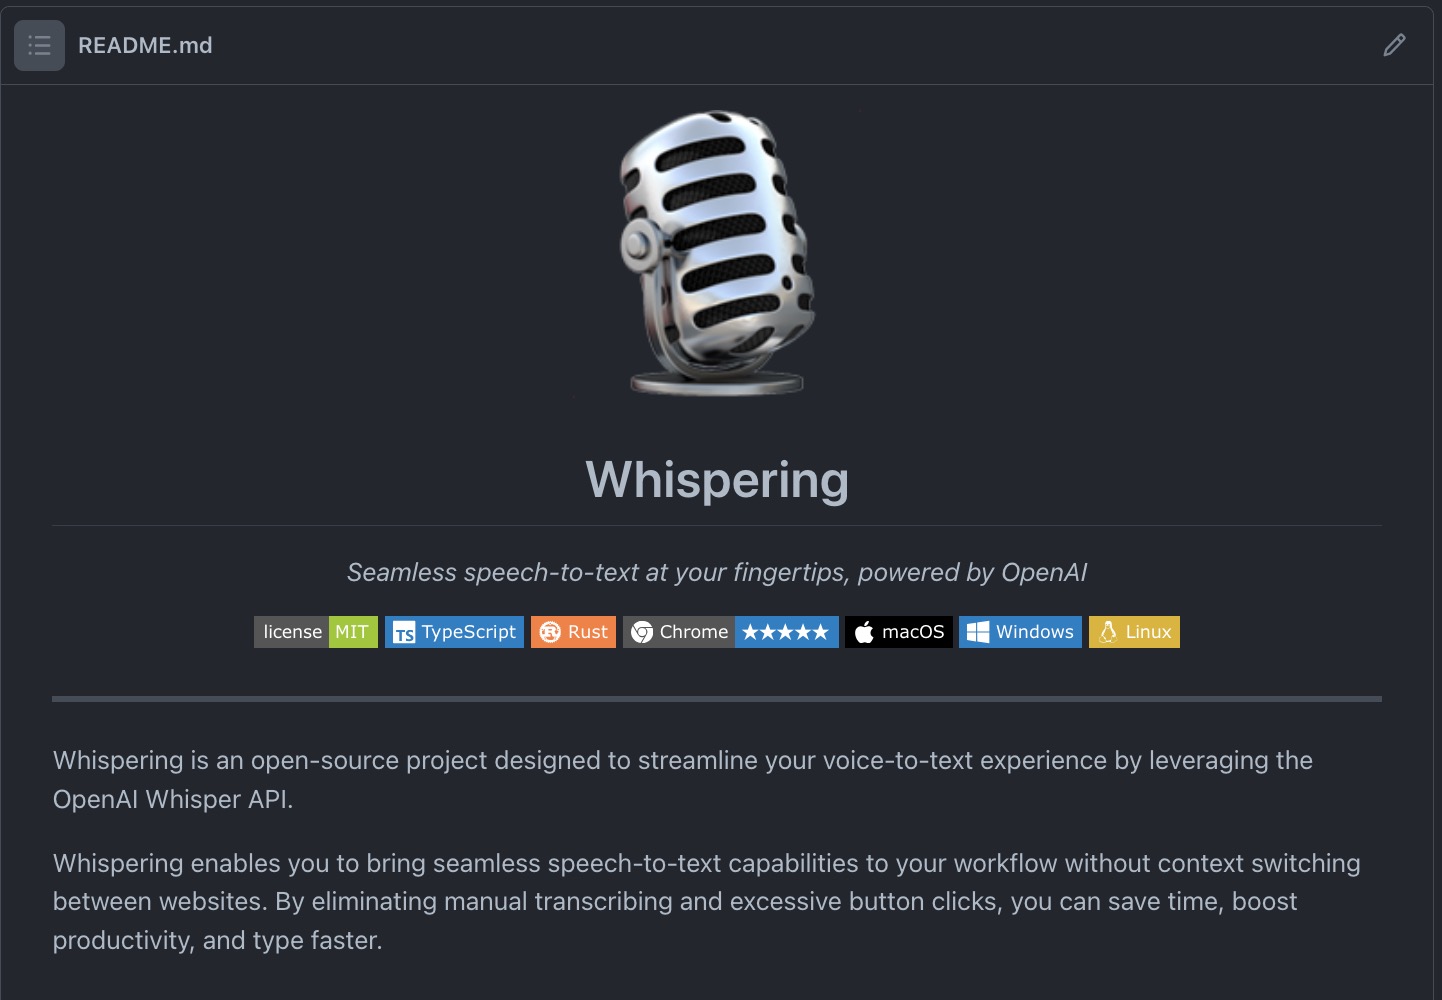 README.md
Whispering
Seamless speech-to-text at your fingertips, powered by OpenAI
license MIT TS TypeScript Rust Chrome ★★★★★ macOS Windows Linux
Whispering is an open-source project designed to streamline your voice-to-text experience by leveraging the
OpenAI Whisper API.
Whispering enables you to bring seamless speech-to-text capabilities to your workflow without context switching
between websites. By eliminating manual transcribing and excessive button clicks, you can save time, boost
productivity, and type faster.